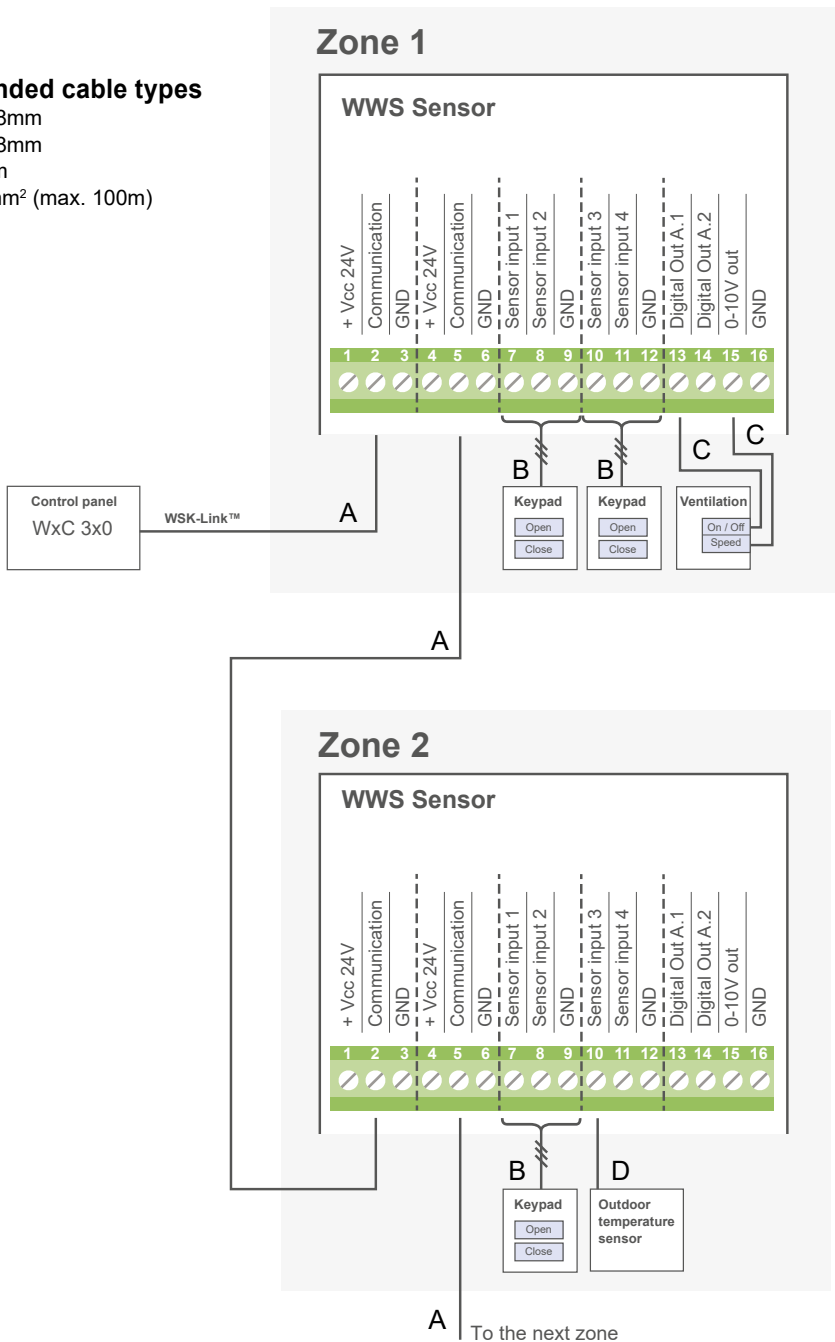 Zone 1
cable types
(max. 100m)
WWS Sensor
+ Vcc 24V
Communication
GND
+ Vcc 24V
Communication
GND
Sensor input 1
Sensor input 2
GND
Sensor input 3
Sensor input 4
GND
Digital Out A.1
Digital Out A.2
0-10V out
GND
1 2 3 4 5 6 7 8 9 10 11 12 13 14 15 16
A
B
B
C
C
Control panel
WxC 3x0
WSK-Link™
Keypad
Open
Close
Keypad
Open
Close
Ventilation
On / Off
Speed
A
Zone 2
WWS Sensor
+ Vcc 24V
Communication
GND
+ Vcc 24V
Communication
GND
Sensor input 1
Sensor input 2
GND
Sensor input 3
Sensor input 4
GND
Digital Out A.1
Digital Out A.2
0-10V out
GND
1 2 3 4 5 6 7 8 9 10 11 12 13 14 15 16
B
D
Keypad
Open
Close
Outdoor
temperature
sensor
A
To the next zone